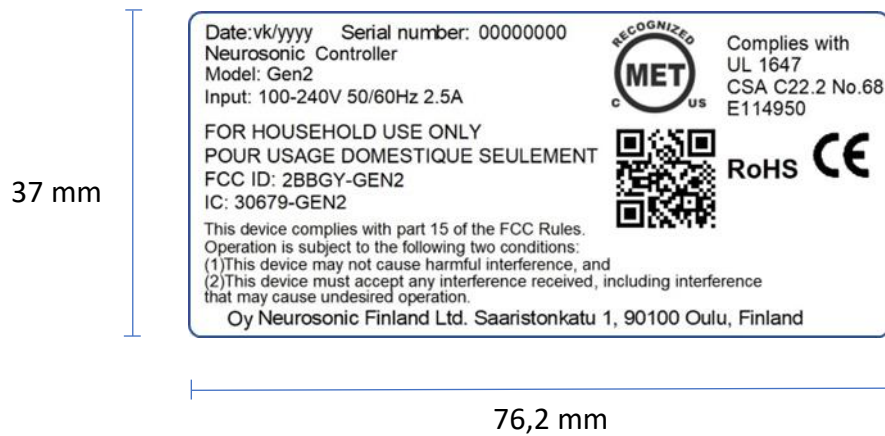 Date:vk/yyyy Serial number: 00000000
Neurosonic Controller
Model: Gen2
Input: 100-240V 50/60Hz 2.5A
RECOGNIZED
MET
C US
Complies with
UL 1647
CSA C22.2 No.68
E114950
FOR HOUSEHOLD USE ONLY
POUR USAGE DOMESTIQUE SEULEMENT
FCC ID: 2BBGY-GEN2
IC: 30679-GEN2
RoHS CE
This device complies with part 15 of the FCC Rules.
Operation is subject to the following two conditions:
(1)This device may not cause harmful interference, and
(2)This device must accept any interference received, including interference
that may cause undesired operation.
Oy Neurosonic Finland Ltd. Saaristonkatu 1, 90100 Oulu, Finland
37 mm
76,2 mm